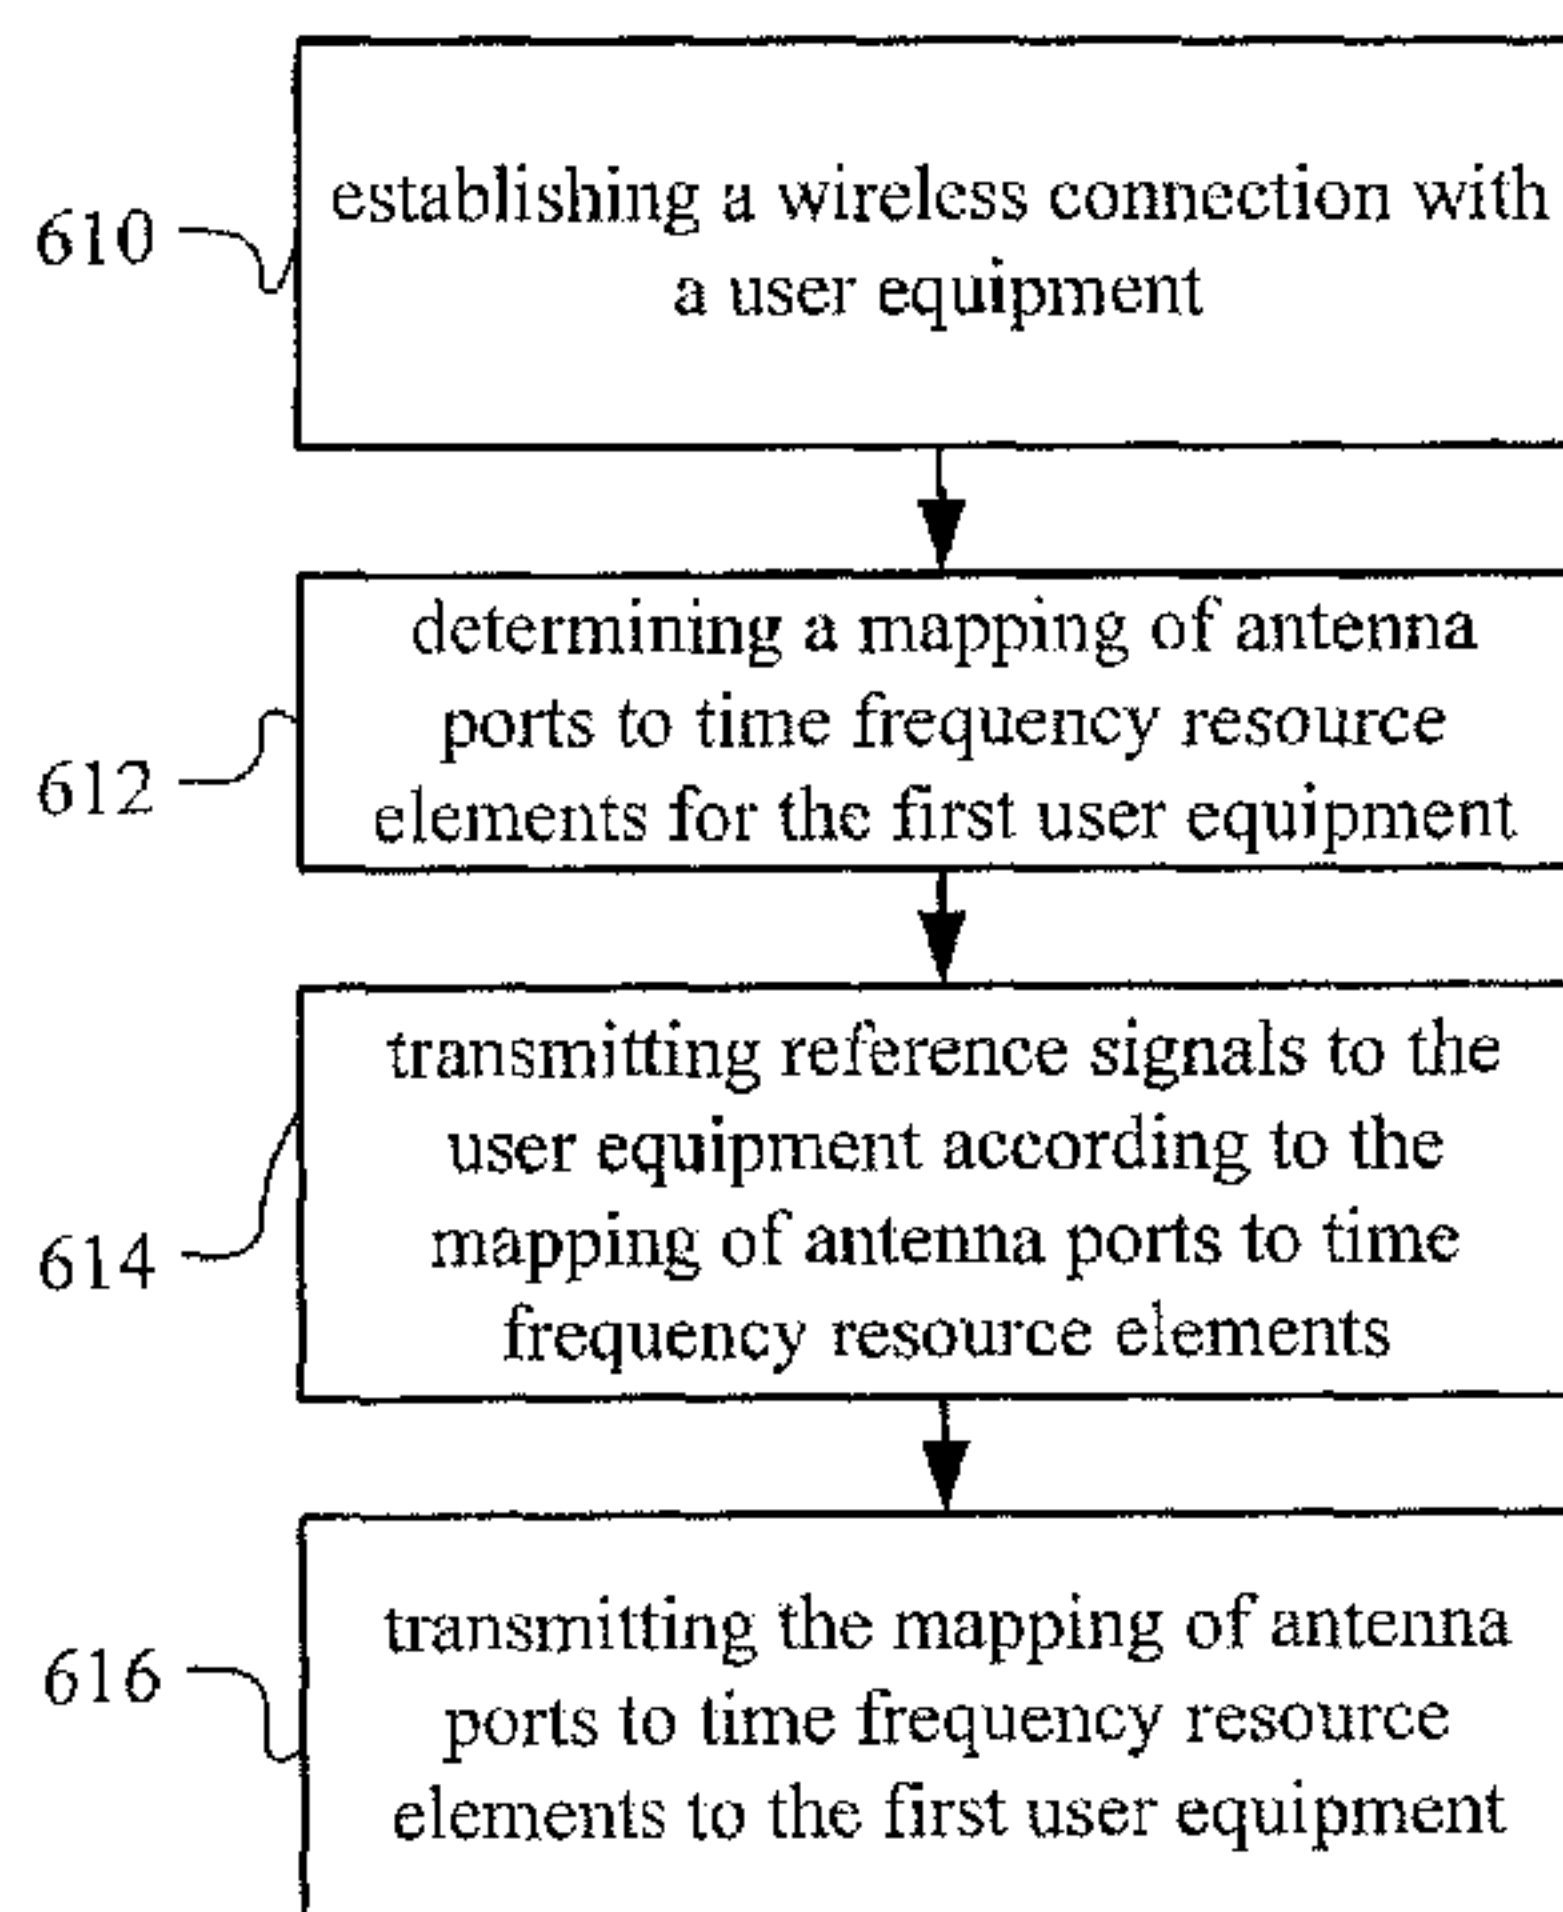 610
establishing a wireless connection with
a user equipment
612
determining a mapping of antenna
ports to time frequency resource
elements for the first user equipment
614
transmitting reference signals to the
user equipment according to the
mapping of antenna ports to time
frequency resource elements
616
transmitting the mapping of antenna
ports to time frequency resource
elements to the first user equipment